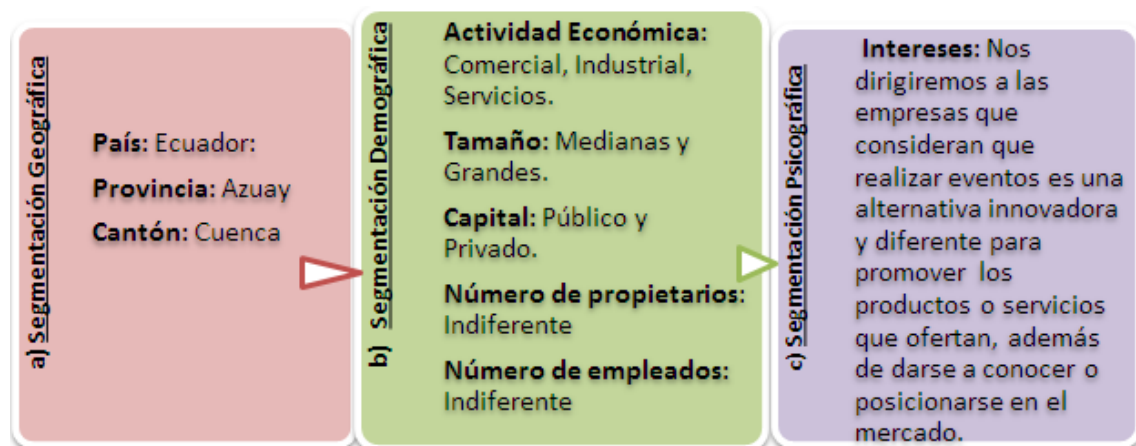 a) Segmentación Geográfica
País: Ecuador:
Provincia: Azuay
Cantón: Cuenca
b) Segmentación Demográfica
Actividad Económica:
Comercial, Industrial,
Servicios.
Tamaño: Medianas y
Grandes.
Capital: Público y
Privado.
Número de propietarios:
Indiferente
Número de empleados:
Indiferente
c) Segmentación Psicográfica
Intereses: Nos
dirigiremos a las
empresas que
consideran que
realizar eventos es una
alternativa innovadora
y diferente para
promover los
productos o servicios
que ofertan, además
de darse a conocer o
posicionarse en el
mercado.